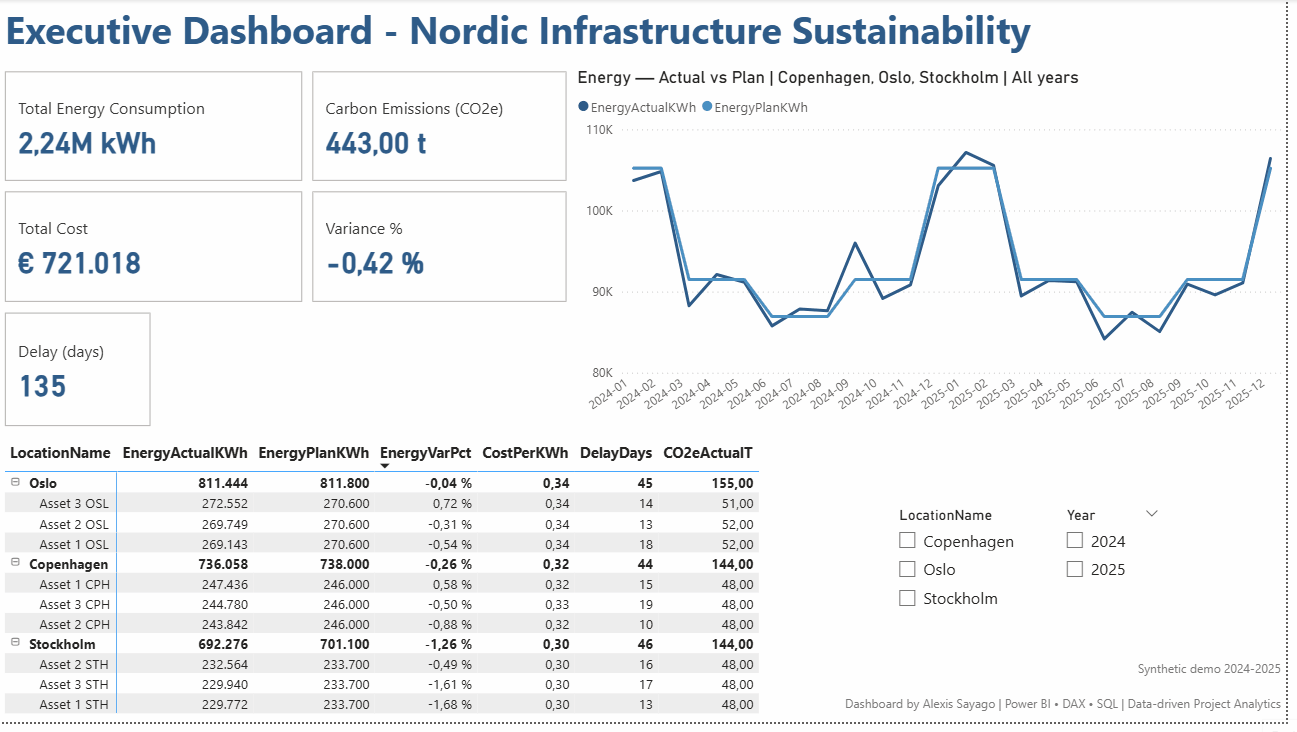 Executive Dashboard - Nordic Infrastructure Sustainability
Total Energy Consumption
2,24M kWh
Carbon Emissions (CO2e)
443,00 t
Total Cost
€ 721.018
Variance %
-0,42 %
Delay (days)
135
Energy — Actual vs Plan | Copenhagen, Oslo, Stockholm | All years
EnergyActualKWh EnergyPlanKWh
110K
100K
90K
80K
2024-01 2024-02 2024-03 2024-04 2024-05 2024-06 2024-07 2024-08 2024-09 2024-10 2024-11 2024-12 2025-01 2025-02 2025-03 2025-04 2025-05 2025-06 2025-07 2025-08 2025-09 2025-10 2025-11 2025-12
LocationName EnergyActualKWh EnergyPlanKWh EnergyVarPct CostPerKWh DelayDays CO2eActualT
Oslo 811.444 811.800 -0,04 % 0,34 45 155,00
Asset 3 OSL 272.552 270.600 0,72 % 0,34 14 51,00
Asset 2 OSL 269.749 270.600 -0,31 % 0,34 13 52,00
Asset 1 OSL 269.143 270.600 -0,54 % 0,34 18 52,00
Copenhagen 736.058 738.000 -0,26 % 0,32 44 144,00
Asset 1 CPH 247.436 246.000 0,58 % 0,32 15 48,00
Asset 3 CPH 244.780 246.000 -0,50 % 0,33 19 48,00
Asset 2 CPH 243.842 246.000 -0,88 % 0,32 10 48,00
Stockholm 692.276 701.100 -1,26 % 0,30 46 144,00
Asset 2 STH 232.564 233.700 -0,49 % 0,30 16 48,00
Asset 3 STH 229.940 233.700 -1,61 % 0,30 17 48,00
Asset 1 STH 229.772 233.700 -1,68 % 0,30 13 48,00
LocationName
Copenhagen
Oslo
Stockholm
Year
2024
2025
Synthetic demo 2024-2025
Dashboard by Alexis Sayago | Power BI • DAX • SQL | Data-driven Project Analytics